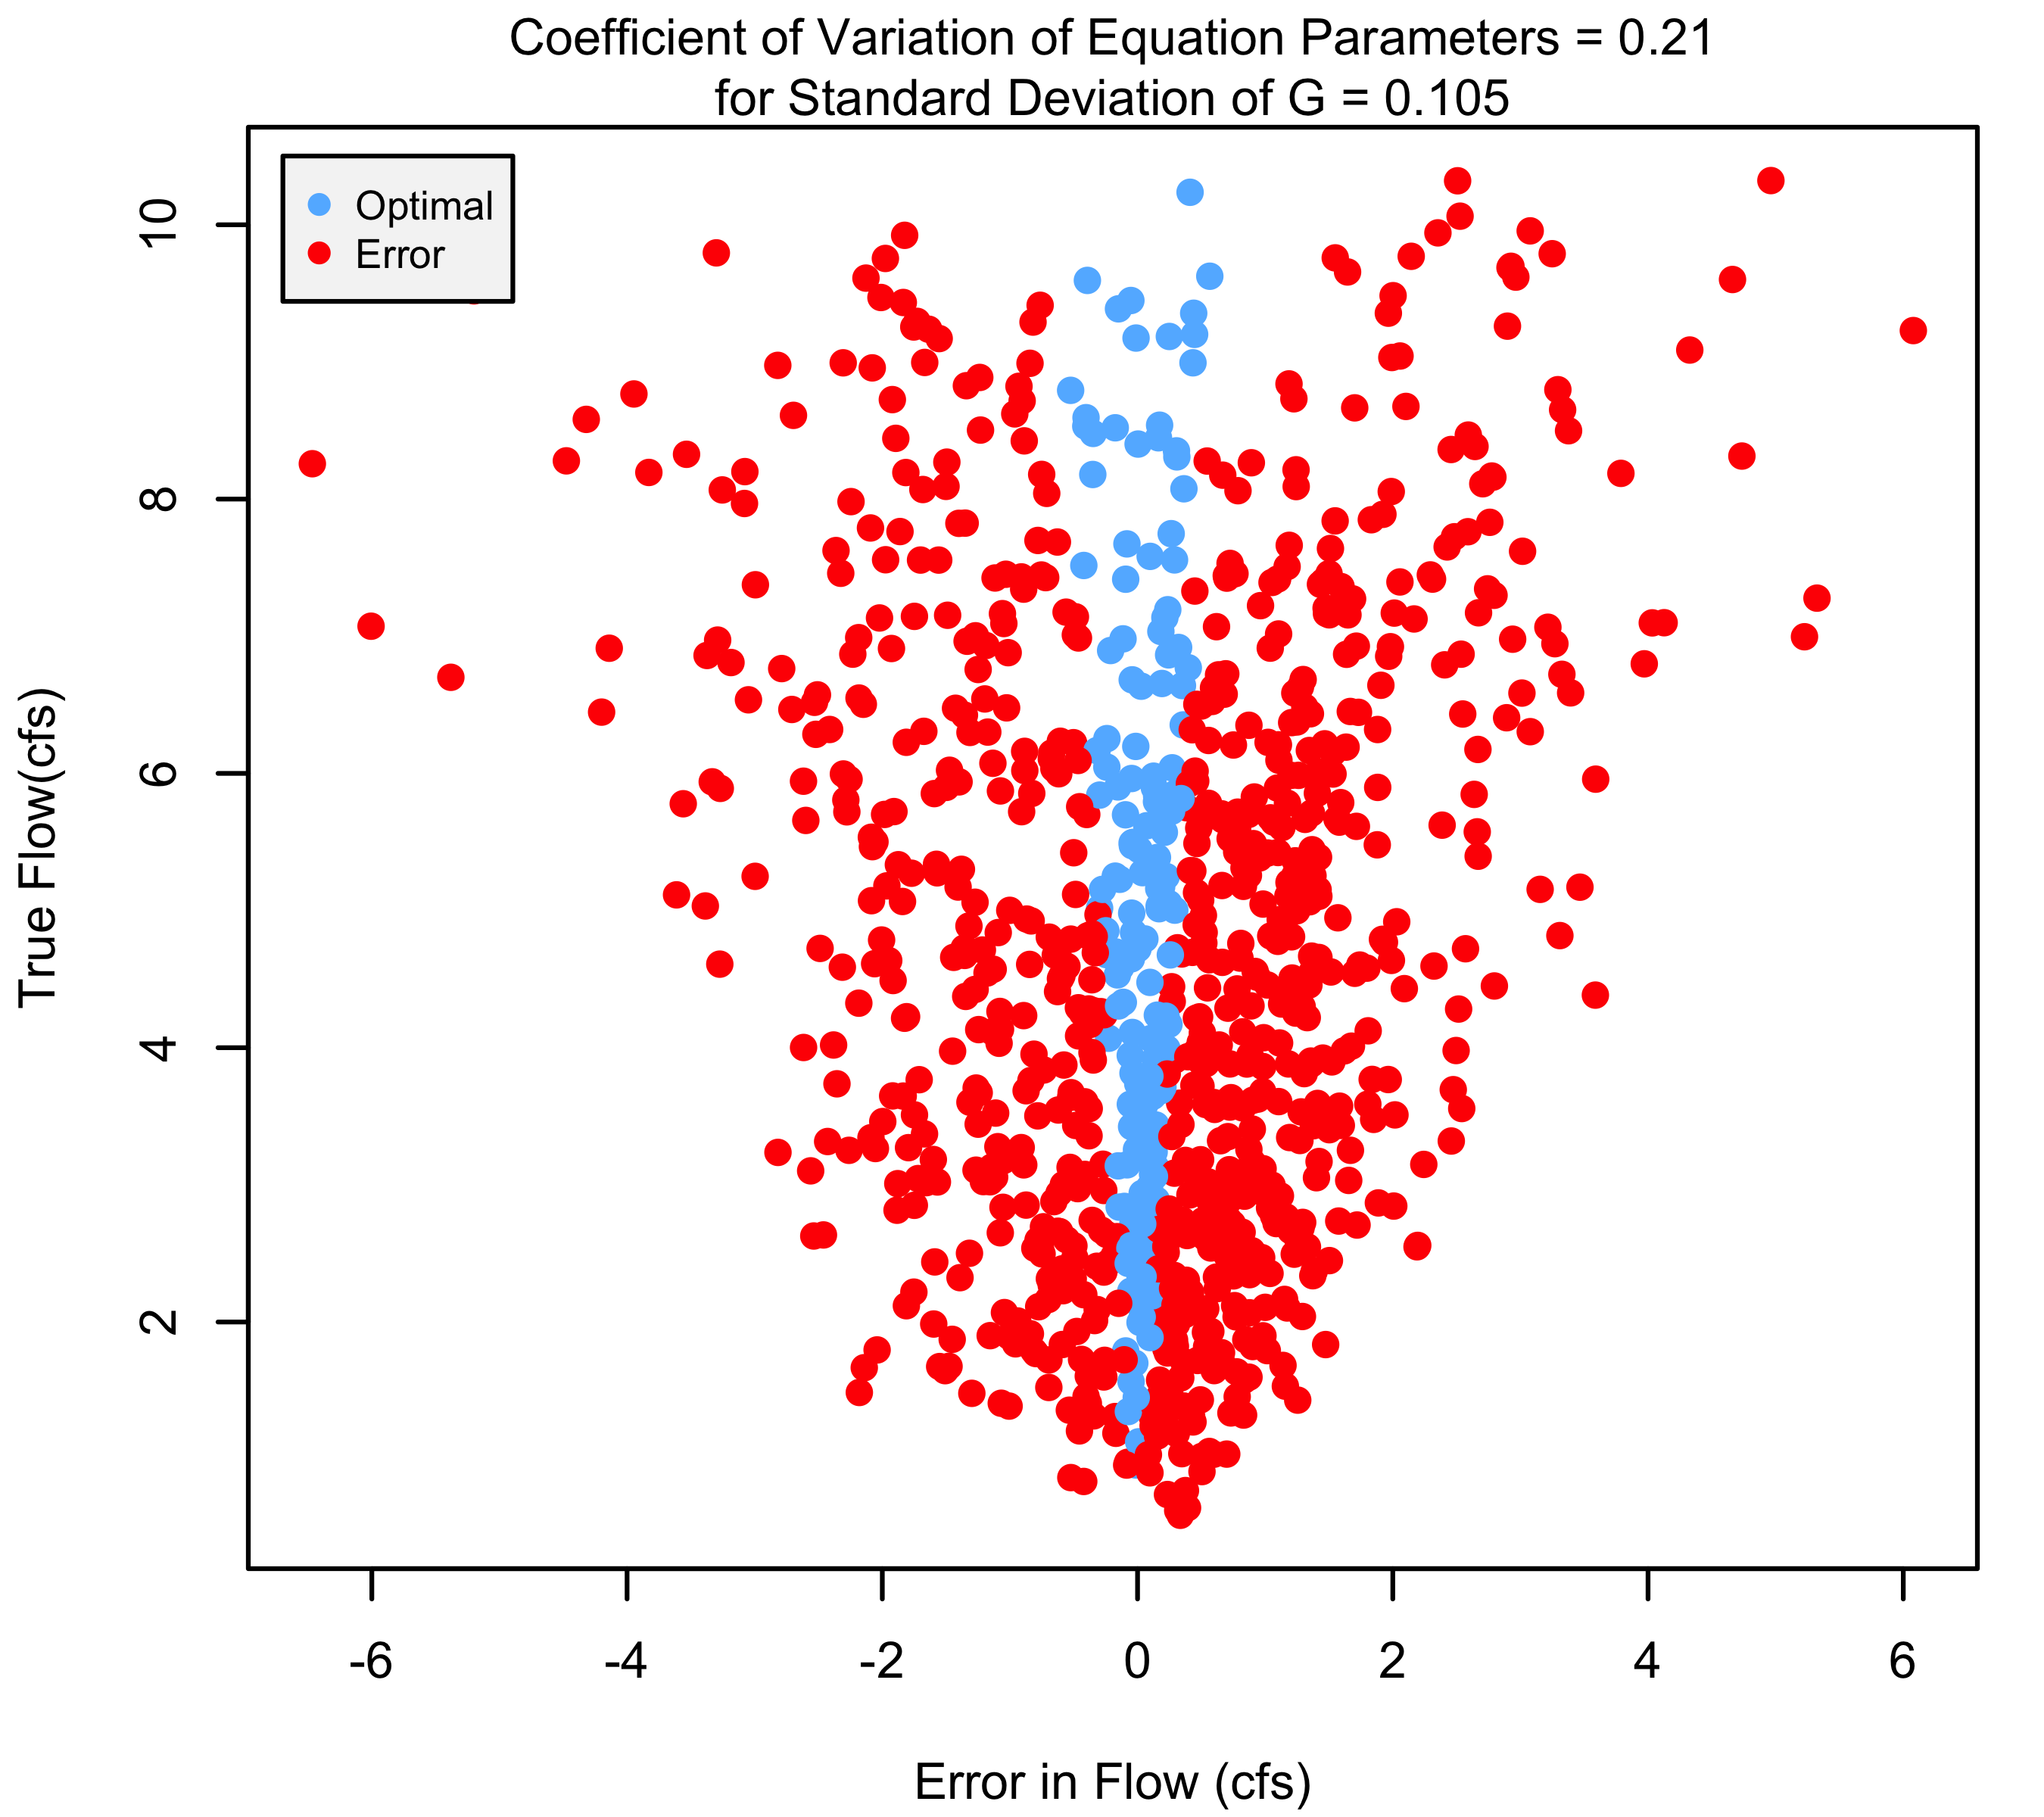 Coefficient of Variation of Equation Parameters = 0.21
for Standard Deviation of G = 0.105
Optimal
Error
True Flow(cfs)
10
8
6
4
2
-6
-4
-2
0
2
4
6
Error in Flow (cfs)